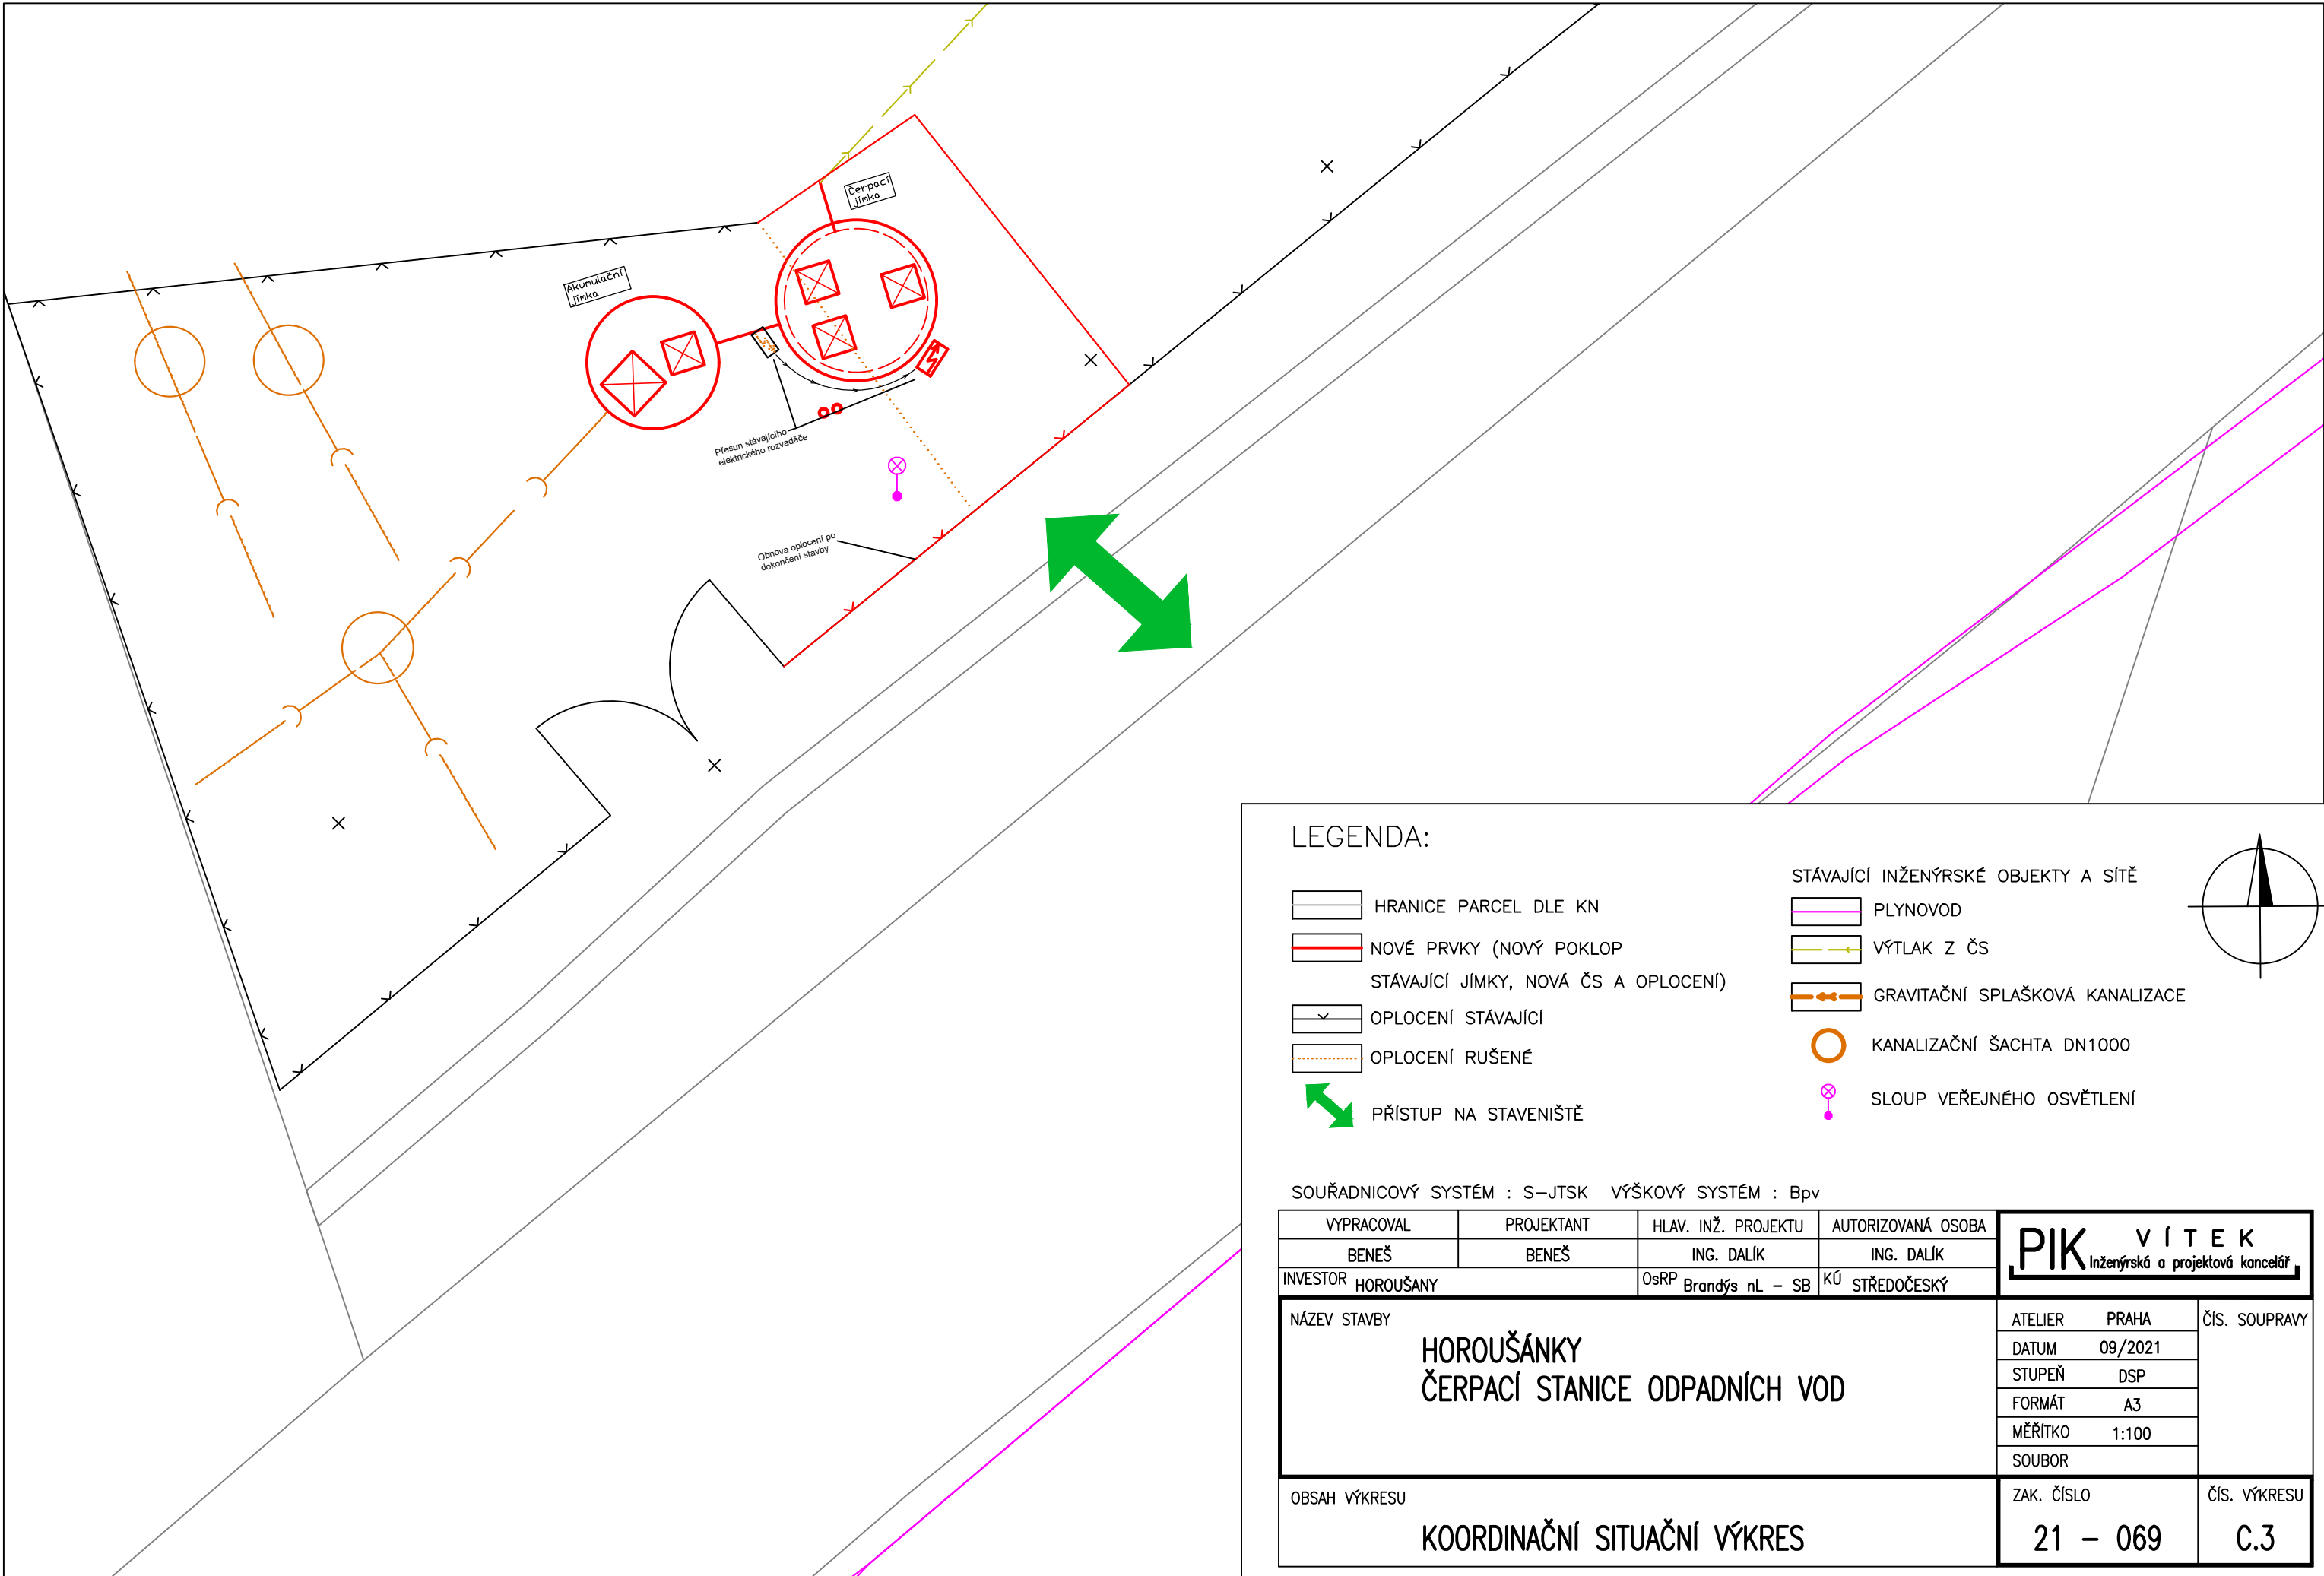 Čerpací
jímka
Akumulační
jímka
Přesun stávajícího
elektrického rozvaděče
Obnova oplocení po
dokončení stavby
LEGENDA:
HRANICE PARCEL DLE KN
NOVÉ PRVKY (NOVÝ POKLOP
STÁVAJÍCÍ JÍMKY, NOVÁ ČS A OPLOCENÍ)
OPLOCENÍ STÁVAJÍCÍ
OPLOCENÍ RUŠENÉ
PŘÍSTUP NA STAVENIŠTĚ
STÁVAJÍCÍ INŽENÝRSKÉ OBJEKTY A SÍTĚ
PLYNOVOD
VÝTLAK Z ČS
GRAVITAČNÍ SPLAŠKOVÁ KANALIZACE
KANALIZAČNÍ ŠACHTA DN1000
SLOUP VEŘEJNÉHO OSVĚTLENÍ
SOUŘADNICOVÝ SYSTÉM : S-JTSK VÝŠKOVÝ SYSTÉM : Bpv
VYPRACOVAL PROJEKTANT HLAV. INŽ. PROJEKTU AUTORIZOVANÁ OSOBA
BENEŠ BENEŠ ING. DALÍK ING. DALÍK
INVESTOR HOROUŠANY OsRP Brandýs nL - SB KÚ STŘEDOČESKÝ
PIK VÍTEK
Inženýrská a projektová kancelář
NÁZEV STAVBY
HOROUŠÁNKY
ČERPACÍ STANICE ODPADNÍCH VOD
ATELIER PRAHA
DATUM 09/2021
STUPEŇ DSP
FORMÁT A3
MĚŘÍTKO 1:100
SOUBOR
ČÍS. SOUPRAVY
OBSAH VÝKRESU
KOORDINAČNÍ SITUAČNÍ VÝKRES
ZAK. ČÍSLO
21 - 069
ČÍS. VÝKRESU
C.3